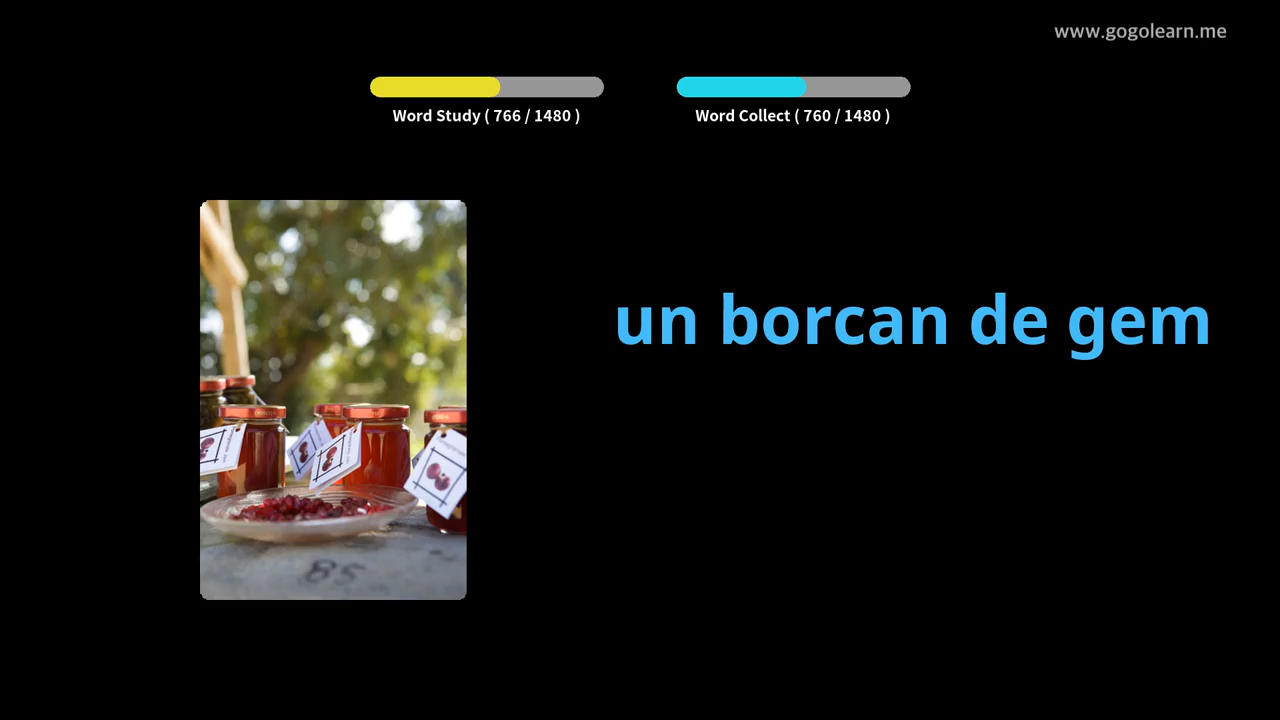 www.gogolearn.me
Word Study ( 766 / 1480 )
Word Collect ( 760 / 1480 )
un borcan de gem
85